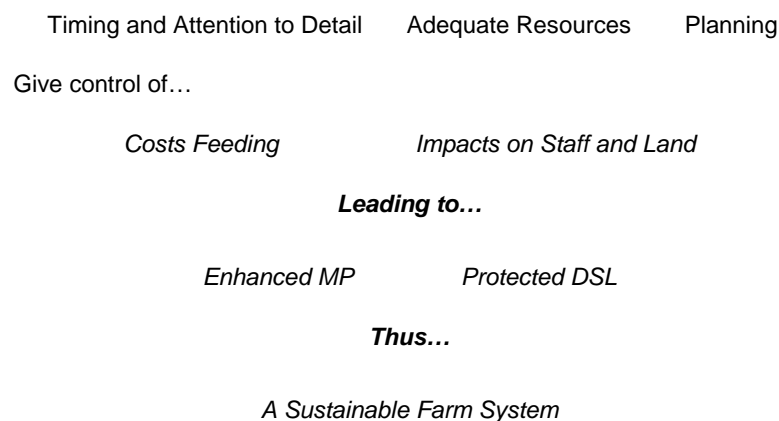 Timing and Attention to Detail Adequate Resources Planning
Give control of…
Costs Feeding Impacts on Staff and Land
Leading to…
Enhanced MP Protected DSL
Thus…
A Sustainable Farm System